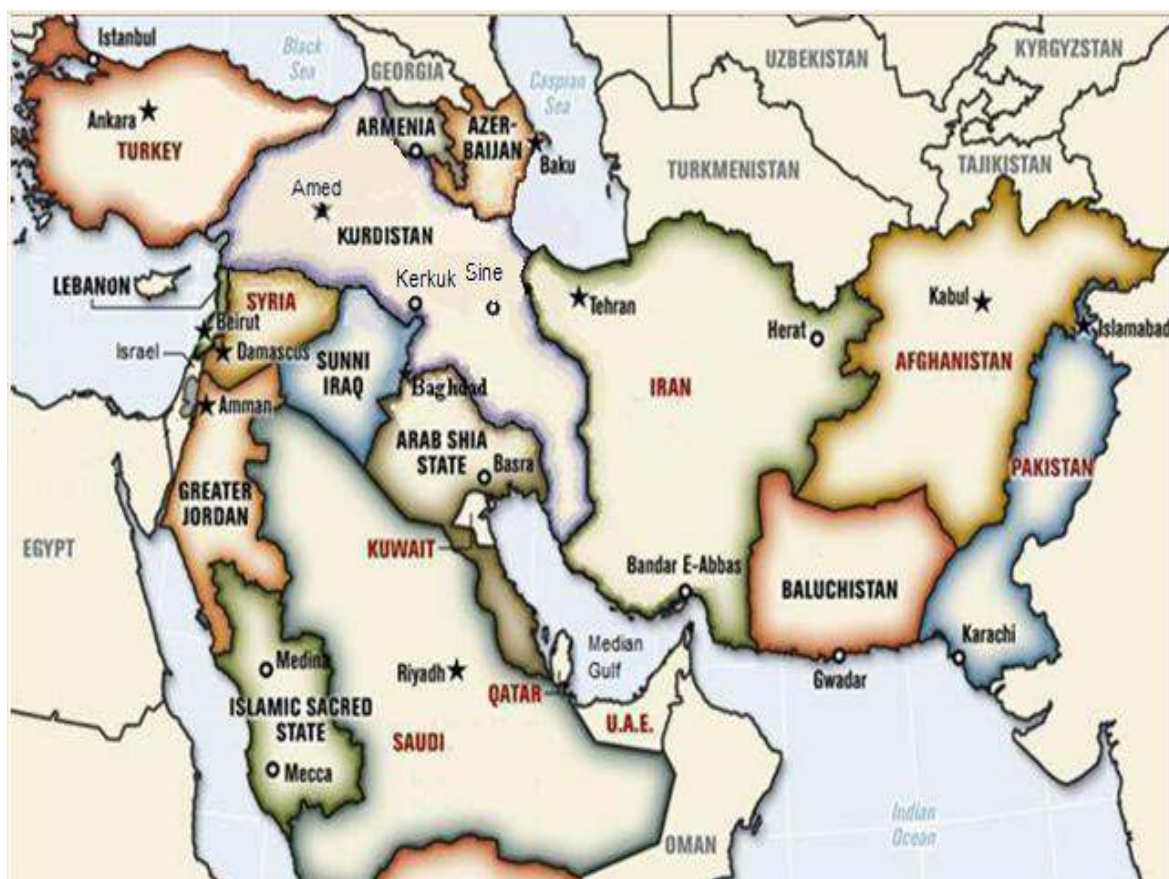 Istanbul
Black
Sea
GEORGIA
Caspian
Sea
UZBEKISTAN
KYRGYZSTAN
Ankara
TURKEY
ARMENIA
AZER-
BAIJAN
Baku
TURKMENISTAN
TAJIKISTAN
Amed
KURDISTAN
LEBANON
SYRIA
Kerkuk
Sine
Tehran
Herat
Kabul
Islamabad
Beirut
Israel
Damascus
SUNNI
IRAQ
Baghdad
IRAN
AFGHANISTAN
Amman
ARAB SHIA
STATE
Basra
PAKISTAN
GREATER
JORDAN
EGYPT
KUWAIT
Bandar E-Abbas
BALUCHISTAN
Karachi
Median
Gulf
Medina
Riyadh
QATAR
Gwadar
ISLAMIC SACRED
STATE
U.A.E.
SAUDI
Mecca
OMAN
Indian
Ocean